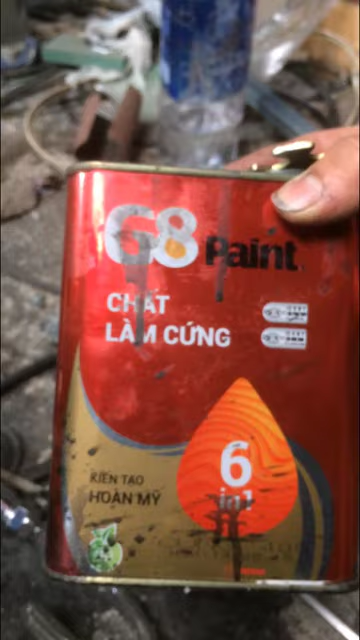 G8 Paint
CHẤT
LÀM CỨNG
6
in1
KIẾN TẠO
HOÀN MỸ